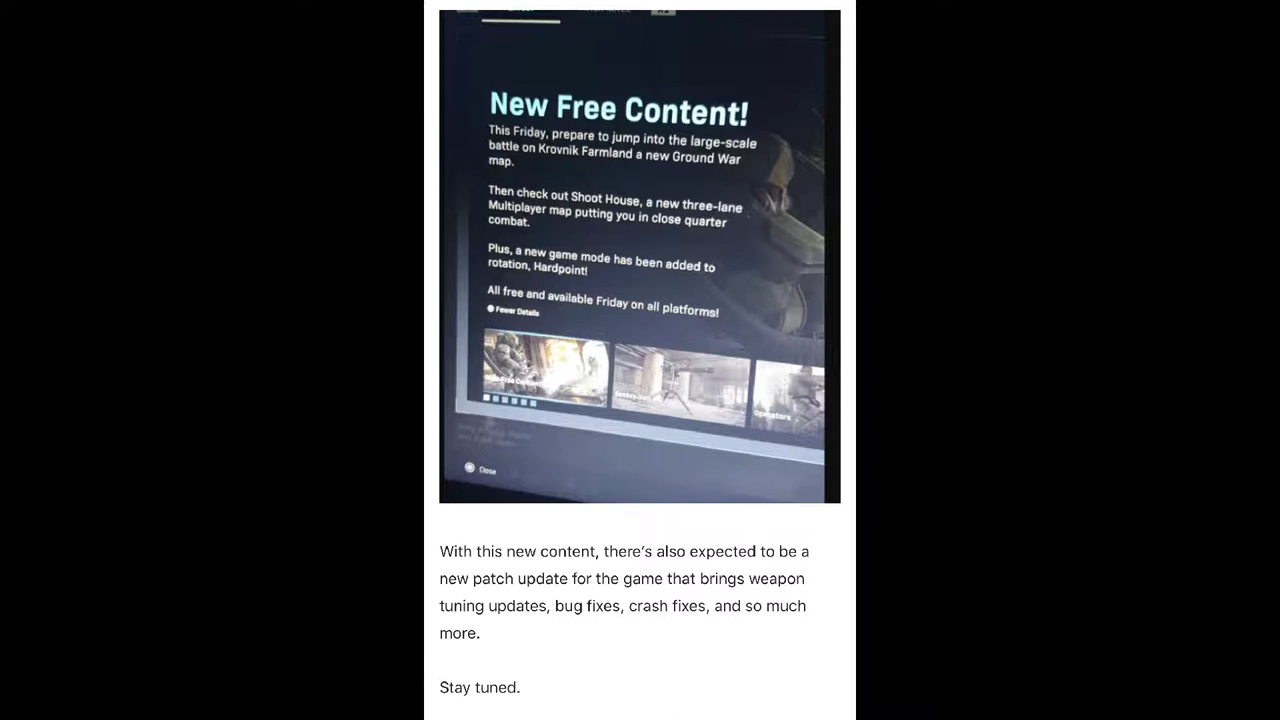 New Free Content!
This Friday, prepare to jump into the large-scale
battle on Krovnik Farmland a new Ground War
map.
Then check out Shoot House, a new three-lane
Multiplayer map putting you in close quarter
combat.
Plus, a new game mode has been added to
rotation, Hardpoint!
All free and available Friday on all platforms!
Fewer Details
Free Content
Operators
Close
With this new content, there's also expected to be a
new patch update for the game that brings weapon
tuning updates, bug fixes, crash fixes, and so much
more.
Stay tuned.